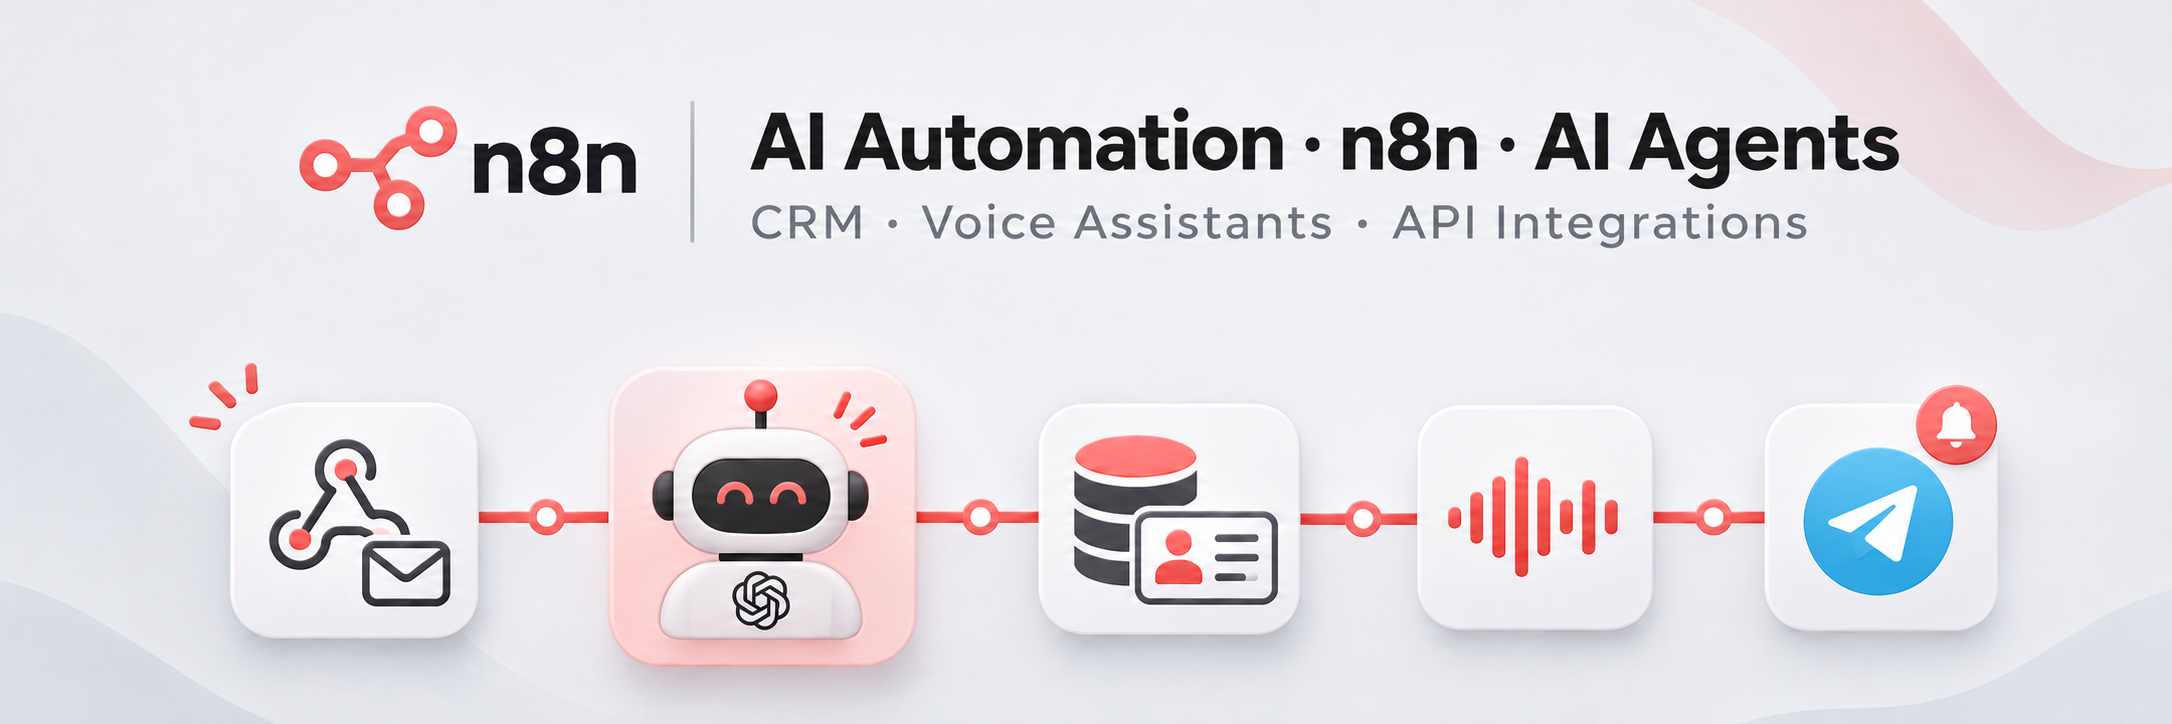 n8n
AI Automation · n8n · AI Agents
CRM · Voice Assistants · API Integrations